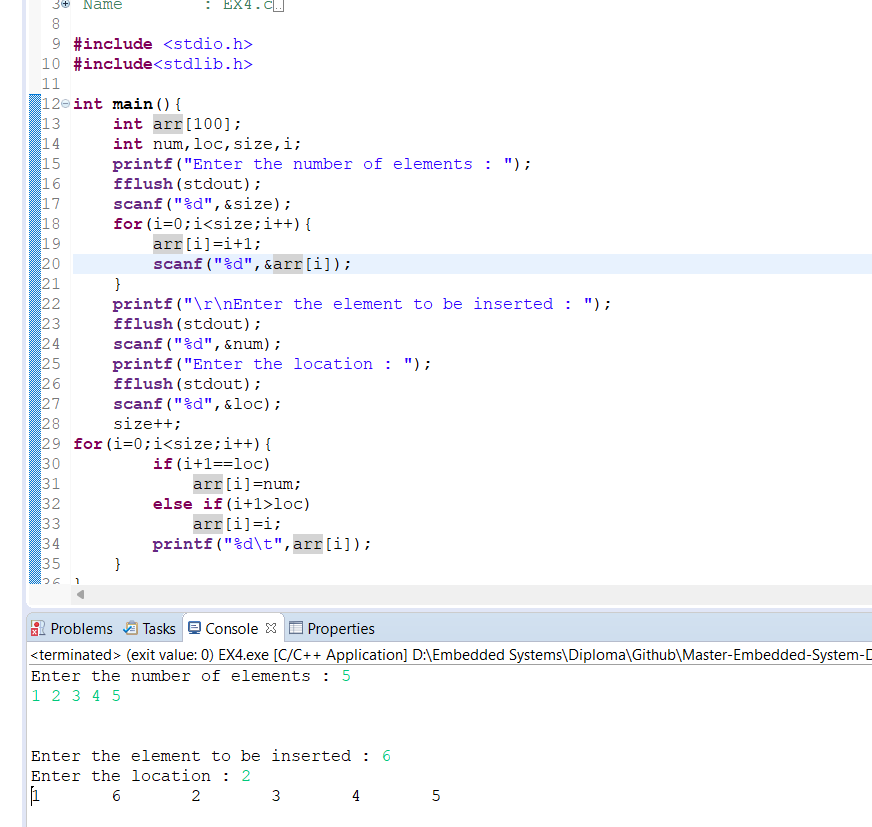 3 Name : EX4.c
8
9 #include <stdio.h>
10 #include<stdlib.h>
11
12 int main(){
13 int arr[100];
14 int num,loc,size,i;
15 printf("Enter the number of elements : ");
16 fflush(stdout);
17 scanf("%d",&size);
18 for(i=0;i<size;i++){
19 arr[i]=i+1;
20 scanf("%d",&arr[i]);
21 }
22 printf("\r\nEnter the element to be inserted : ");
23 fflush(stdout);
24 scanf("%d",&num);
25 printf("Enter the location : ");
26 fflush(stdout);
27 scanf("%d",&loc);
28 size++;
29 for(i=0;i<size;i++){
30 if(i+1==loc)
31 arr[i]=num;
32 else if(i+1>loc)
33 arr[i]=i;
34 printf("%d\t",arr[i]);
35 }
36 }
Problems Tasks Console Properties
<terminated> (exit value: 0) EX4.exe [C/C++ Application] D:\Embedded Systems\Diploma\Github\Master-Embedded-System-D
Enter the number of elements : 5
1 2 3 4 5
Enter the element to be inserted : 6
Enter the location : 2
1 6 2 3 4 5